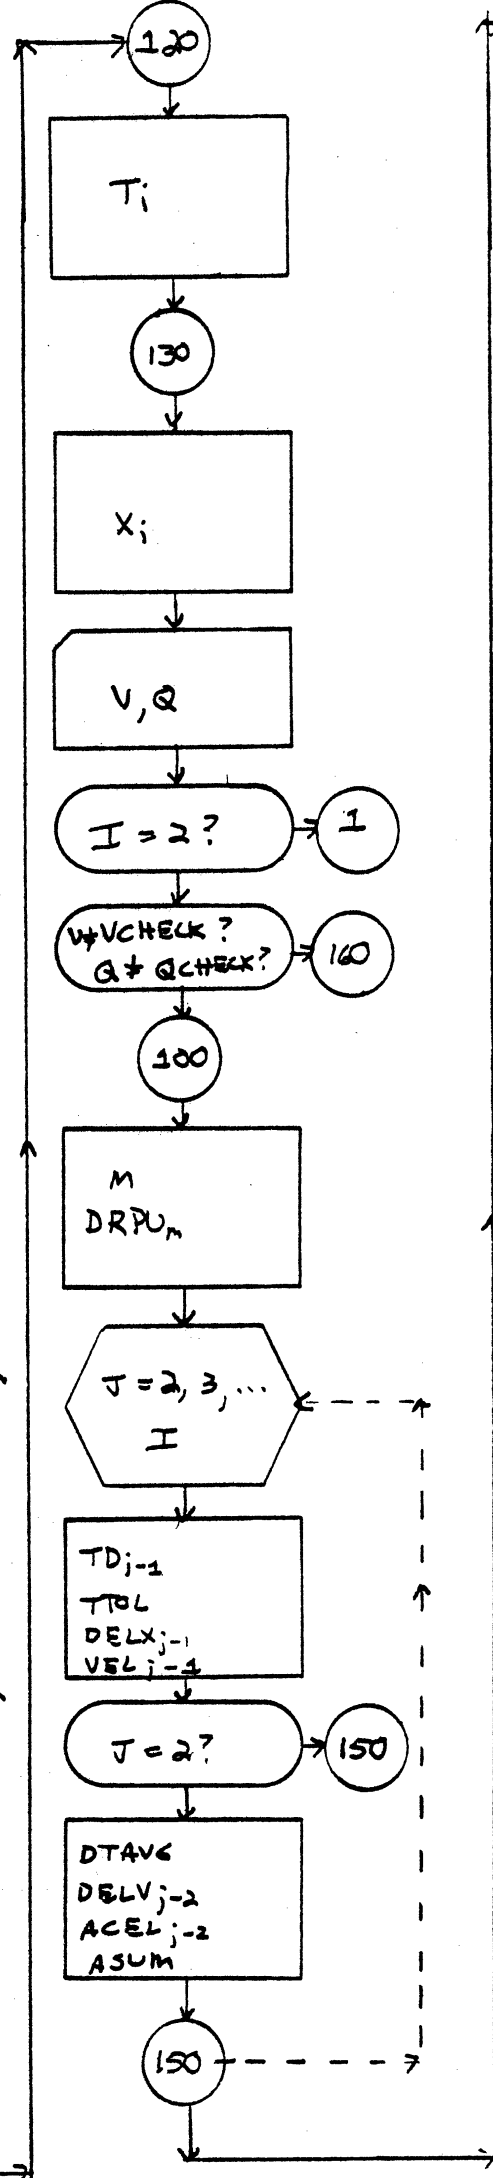 120
Ti
130
Xi
V, Q
I = 2?
1
V≠VCHECK?
Q ≠ QCHECK?
160
100
M
DRPUm
J = 2, 3, ...
I
TDj-1
TTOL
DELXj-1
VELj-1
J = 2?
150
DTAVG
DELVj-2
ACELj-2
ASUM
150